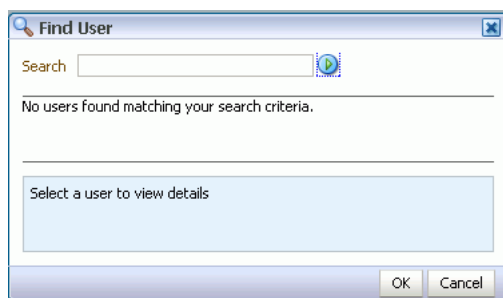 Find User
Search
No users found matching your search criteria.
Select a user to view details
OK Cancel